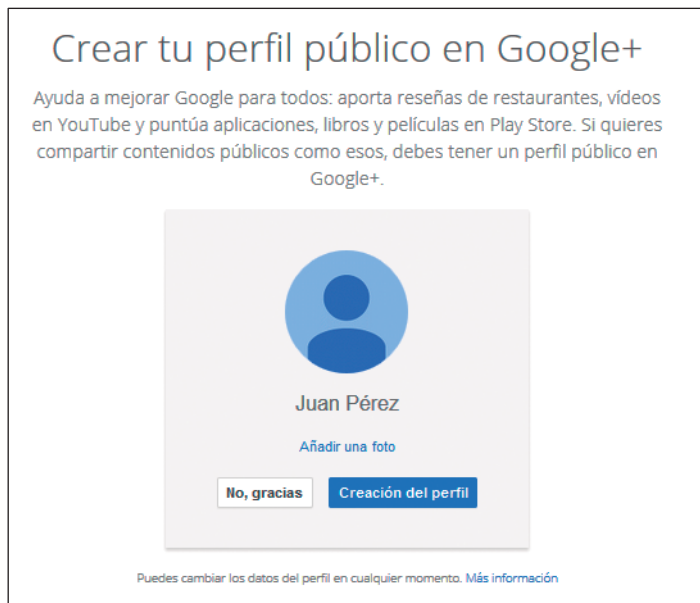 Crear tu perfil público en Google+
Ayuda a mejorar Google para todos: aporta reseñas de restaurantes, vídeos
en YouTube y puntúa aplicaciones, libros y películas en Play Store. Si quieres
compartir contenidos públicos como esos, debes tener un perfil público en
Google+.
Juan Pérez
Añadir una foto
No, gracias Creación del perfil
Puedes cambiar los datos del perfil en cualquier momento. Más información